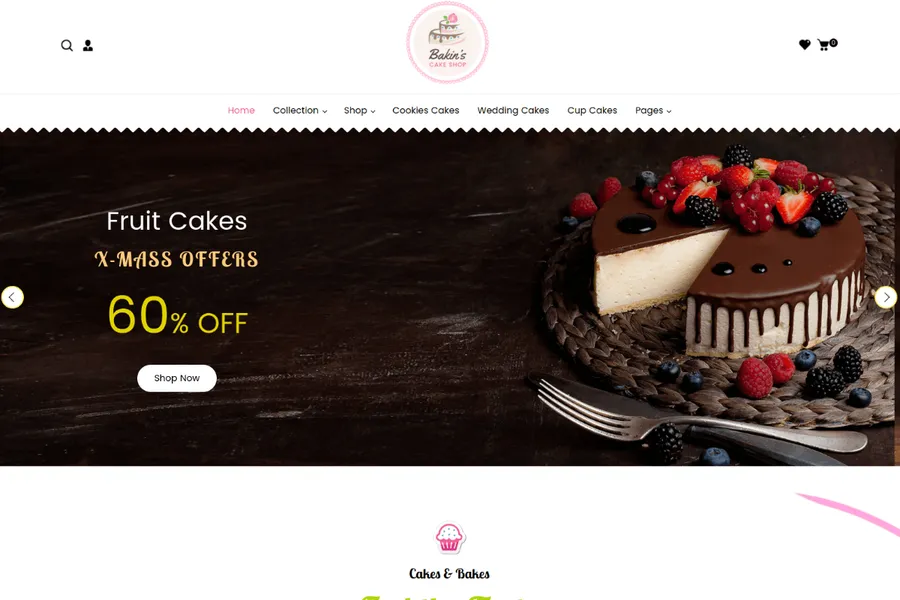 Bakin's
CAKE SHOP
0
Home Collection Shop Cookies Cakes Wedding Cakes Cup Cakes Pages
Fruit Cakes
X-MASS OFFERS
60% OFF
Shop Now
Cakes & Bakes